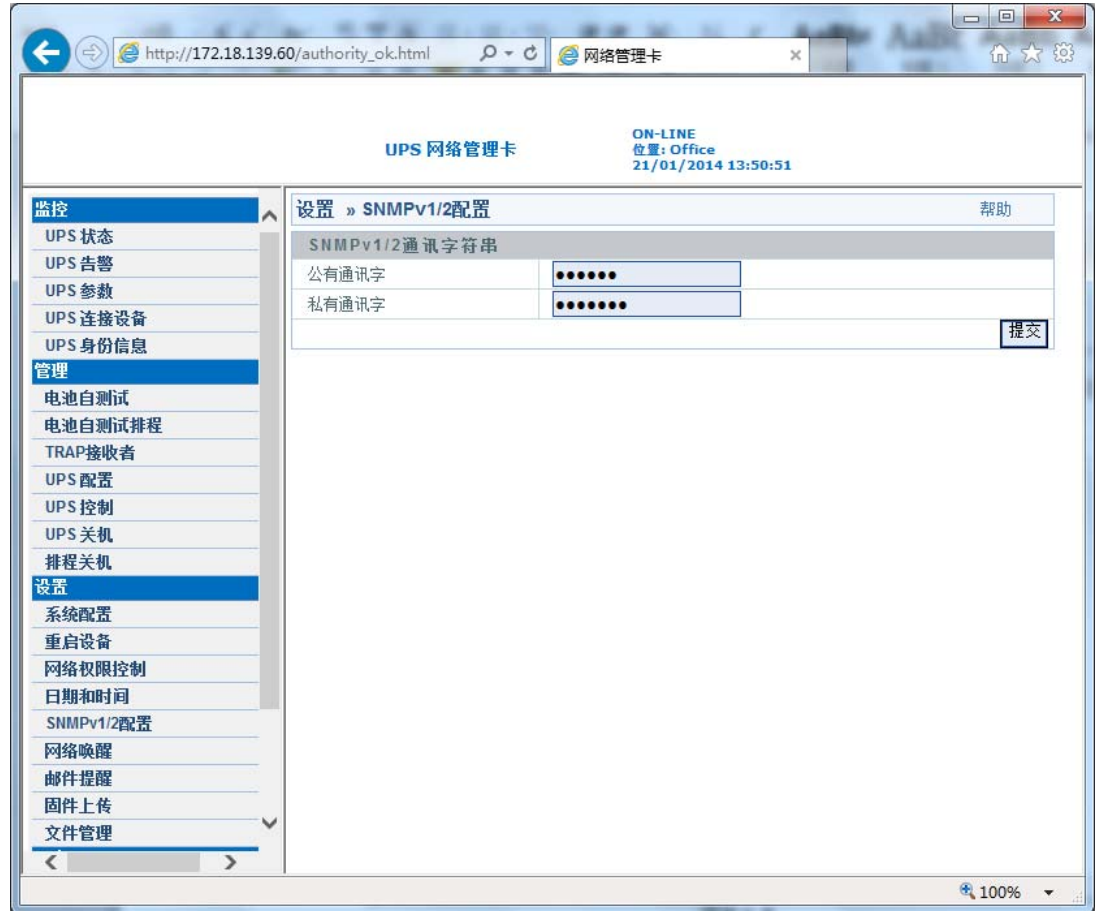 http://172.18.139.60/authority_ok.html
网络管理卡
UPS 网络管理卡
ON-LINE
位置: Office
21/01/2014 13:50:51
监控
UPS 状态
UPS 告警
UPS 参数
UPS 连接设备
UPS 身份信息
管理
电池自测试
电池自测试排程
TRAP接收者
UPS 配置
UPS 控制
UPS 关机
排程关机
设置
系统配置
重启设备
网络权限控制
日期和时间
SNMPv1/2配置
网络唤醒
邮件提醒
固件上传
文件管理
设置 » SNMPv1/2配置
帮助
SNMPv1/2通讯字符串
公有通讯字 ●●●●●●
私有通讯字 ●●●●●●●
提交
100%